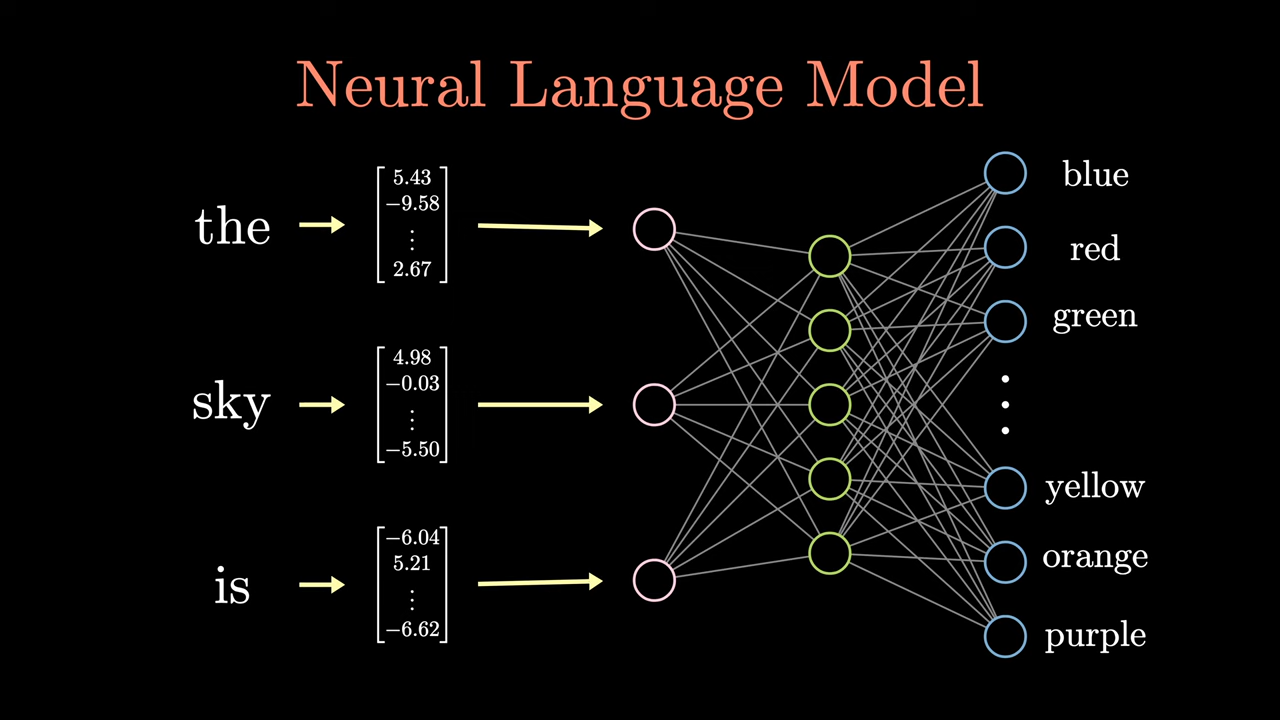 Neural Language Model
the
5.43
−9.58
⋮
2.67
sky
4.98
−0.03
⋮
−5.50
is
−6.04
5.21
⋮
−6.62
blue
red
green
⋮
yellow
orange
purple